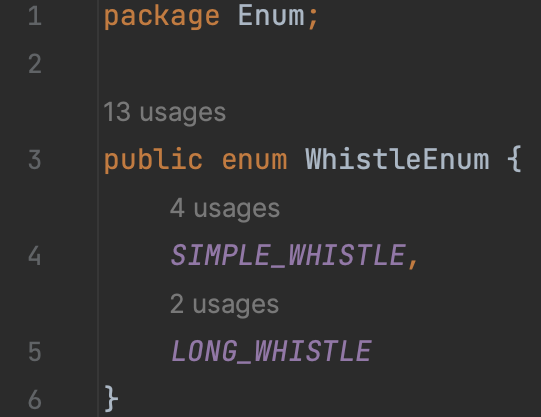 1 package Enum;
2
13 usages
3 public enum WhistleEnum {
4 usages
4 SIMPLE_WHISTLE,
2 usages
5 LONG_WHISTLE
6 }